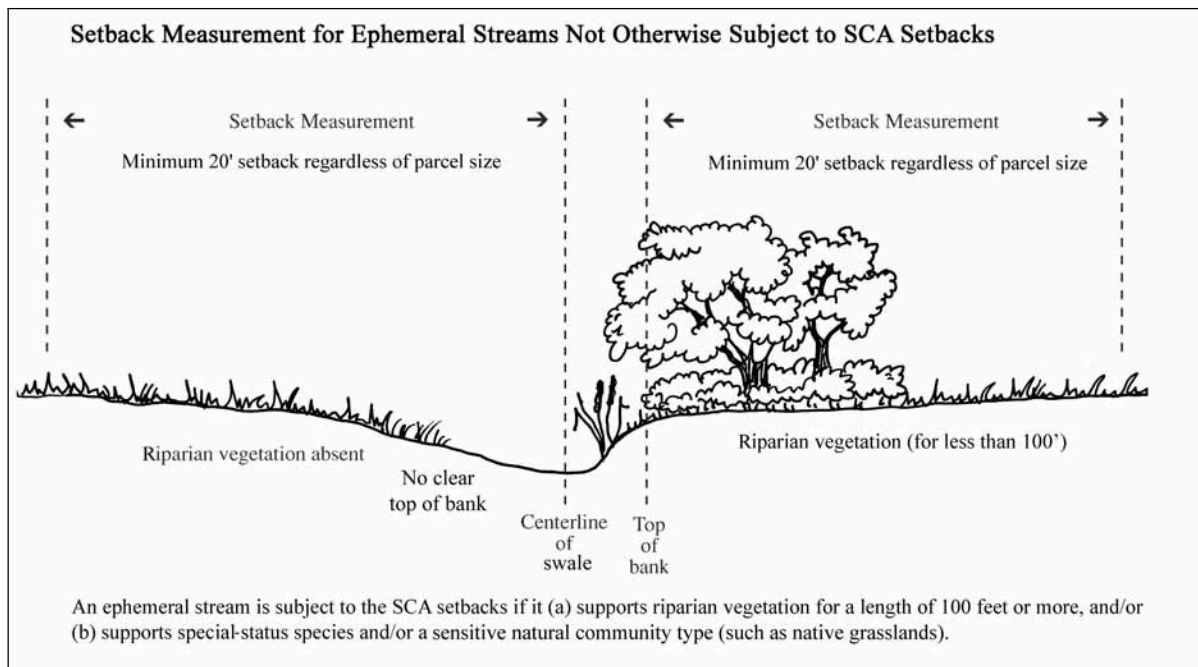 Setback Measurement for Ephemeral Streams Not Otherwise Subject to SCA Setbacks
Setback Measurement
Minimum 20' setback regardless of parcel size
Setback Measurement
Minimum 20' setback regardless of parcel size
Riparian vegetation absent
No clear
top of bank
Centerline
of
swale
Top
of
bank
Riparian vegetation (for less than 100’)
An ephemeral stream is subject to the SCA setbacks if it (a) supports riparian vegetation for a length of 100 feet or more, and/or
(b) supports special-status species and/or a sensitive natural community type (such as native grasslands).